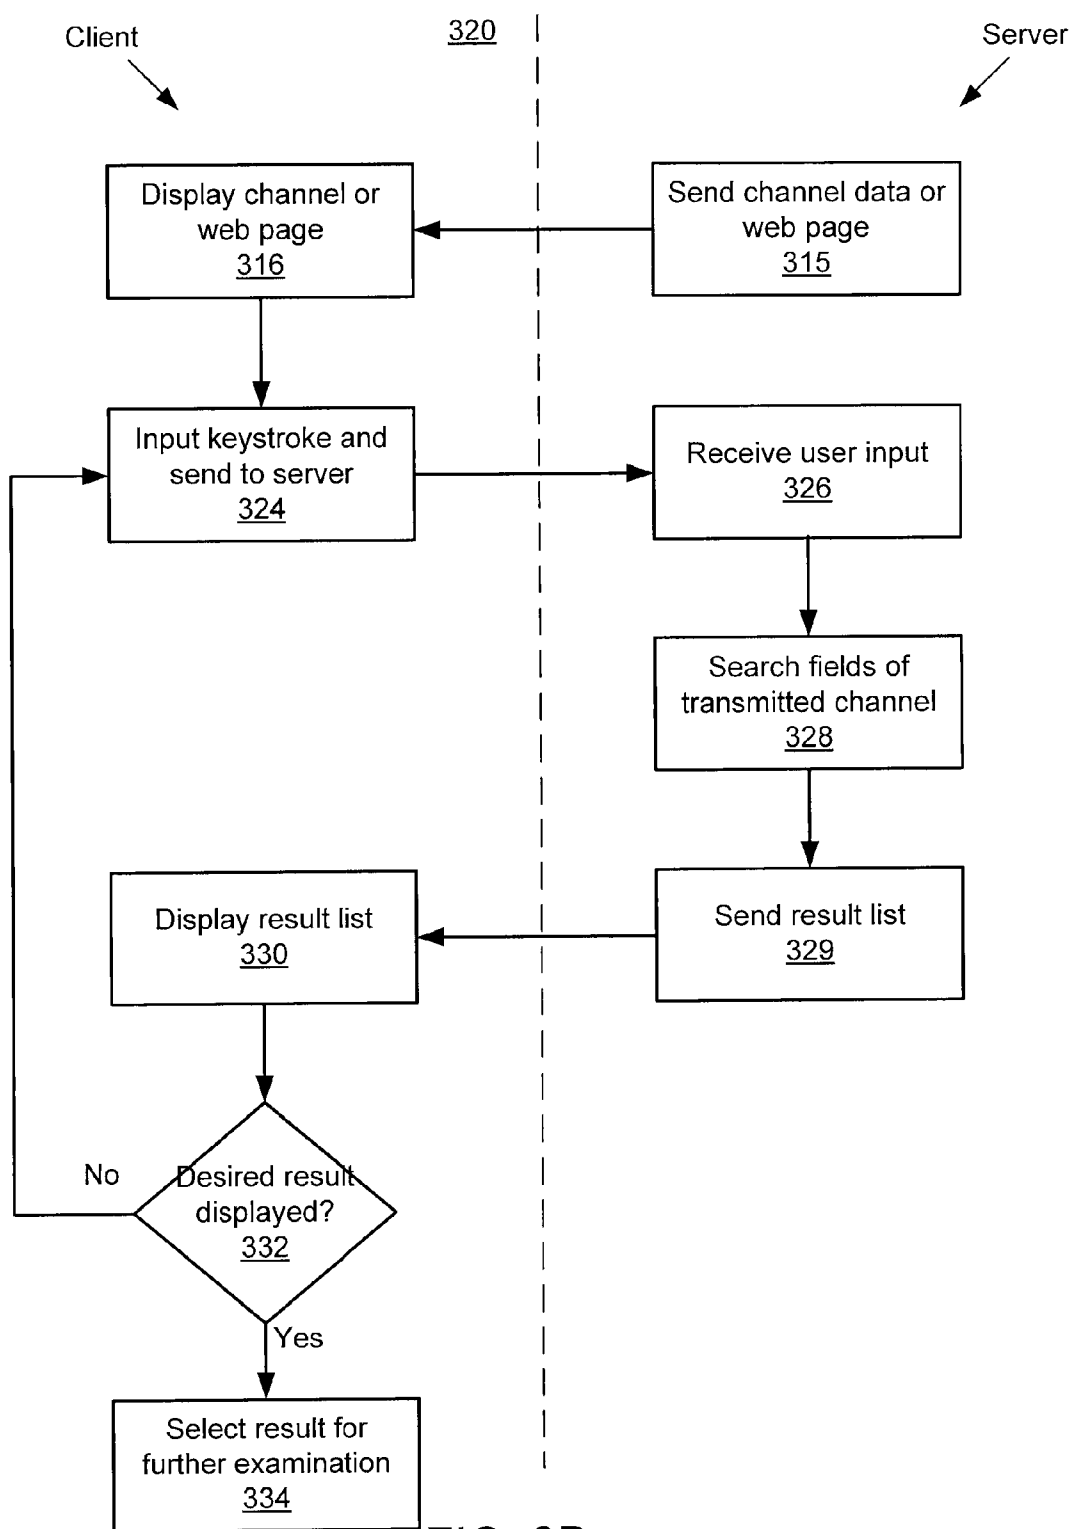 Client
320
Server
Display channel or
web page
316
Send channel data or
web page
315
Input keystroke and
send to server
324
Receive user input
326
Search fields of
transmitted channel
328
Display result list
330
Send result list
329
No
Desired result
displayed?
332
Yes
Select result for
further examination
334